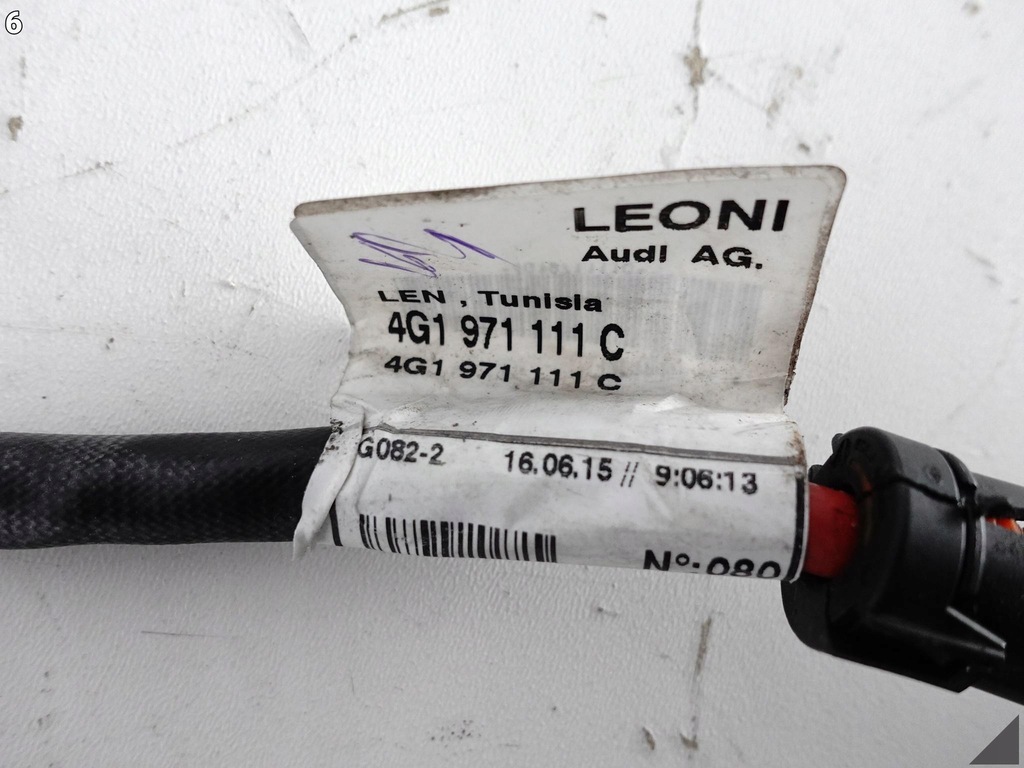 6
LEONI
Audi AG.
LEN , Tunisia
4G1 971 111 C
4G1 971 111 C
G082-2 16.06.15 // 9:06:13
Nº: 080